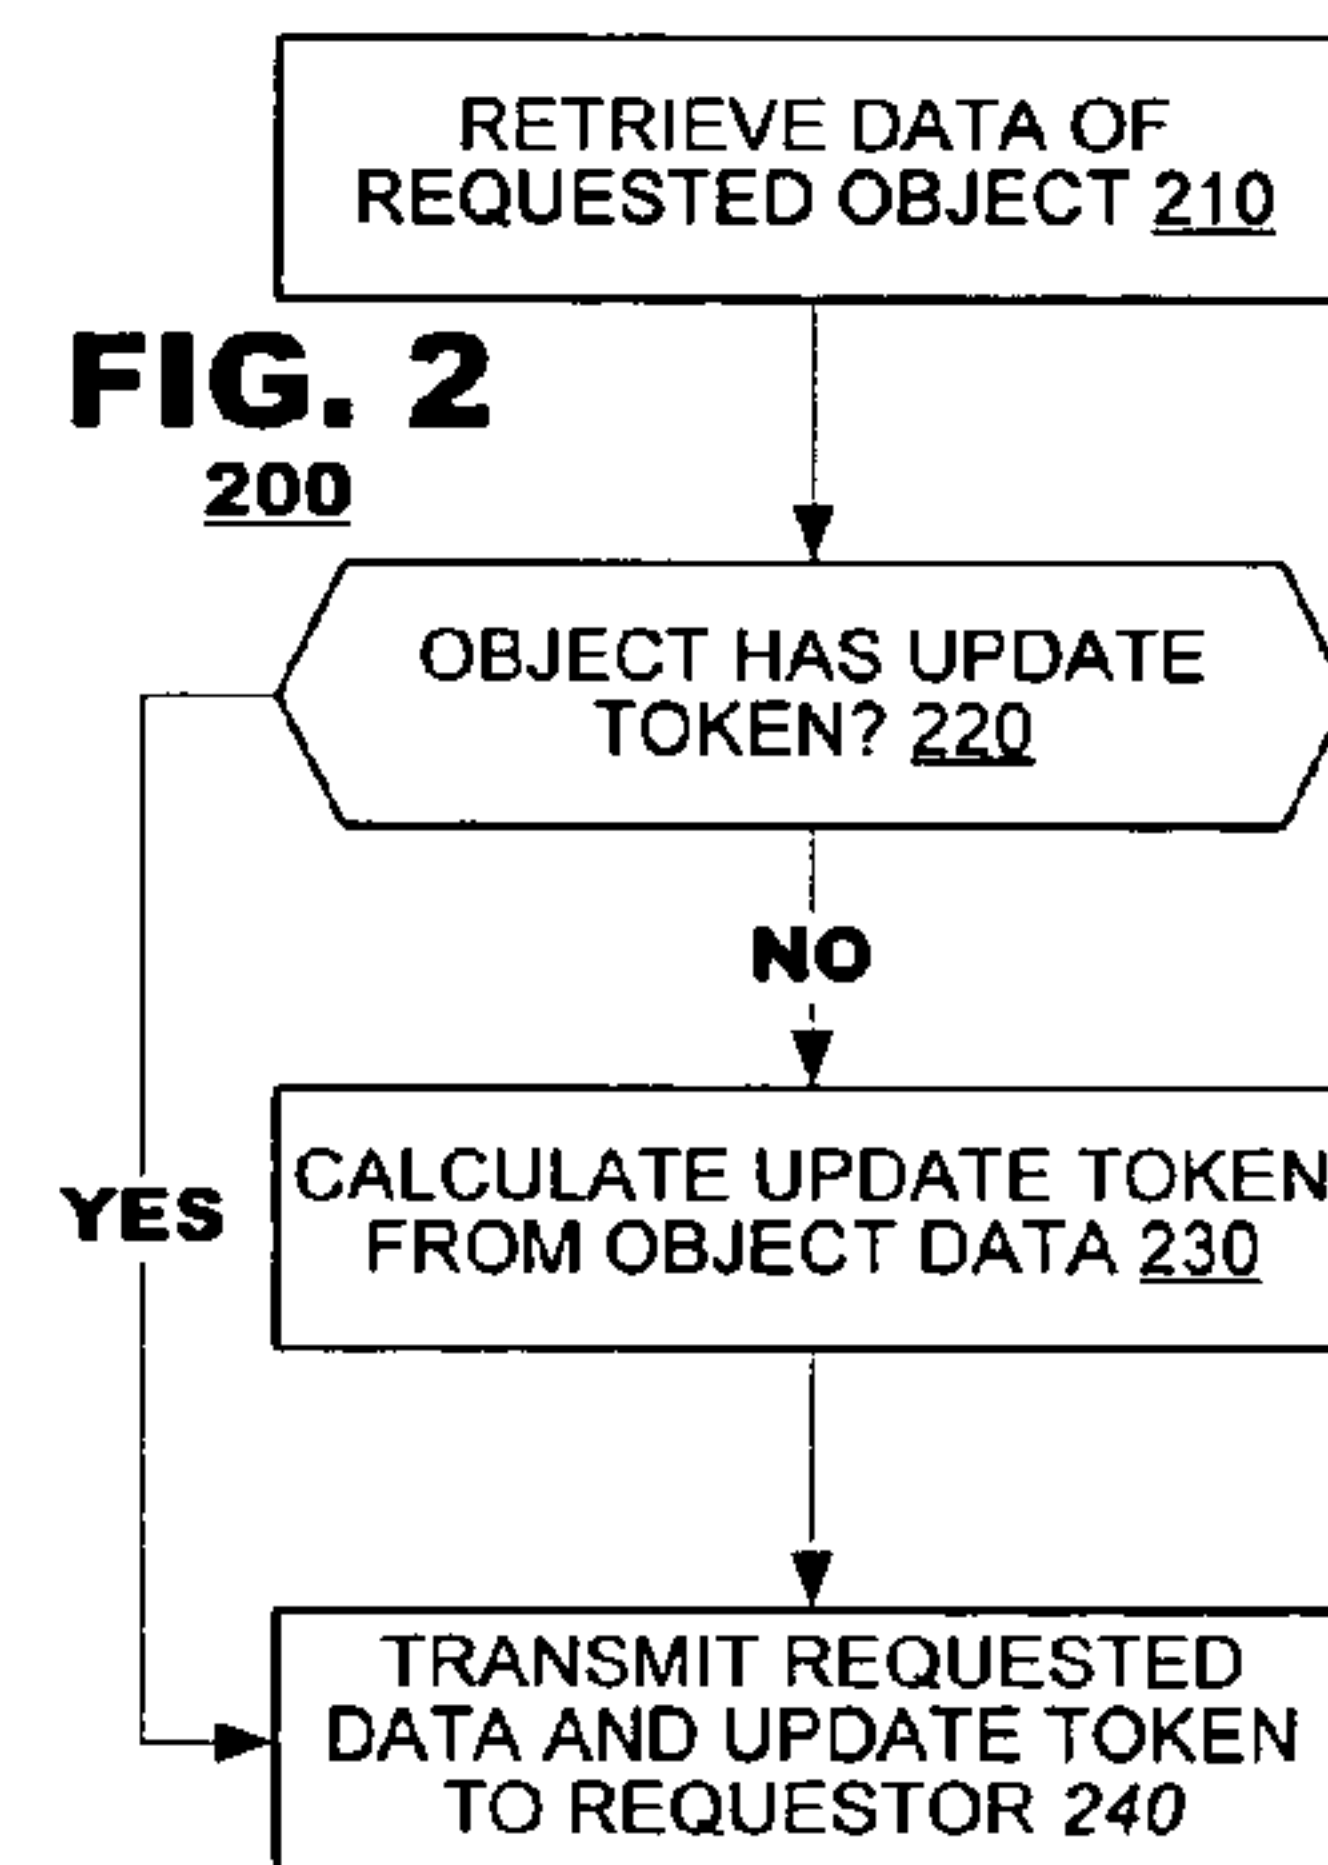 RETRIEVE DATA OF
REQUESTED OBJECT 210
FIG. 2
200
OBJECT HAS UPDATE
TOKEN? 220
NO
YES
CALCULATE UPDATE TOKEN
FROM OBJECT DATA 230
TRANSMIT REQUESTED
DATA AND UPDATE TOKEN
TO REQUESTOR 240